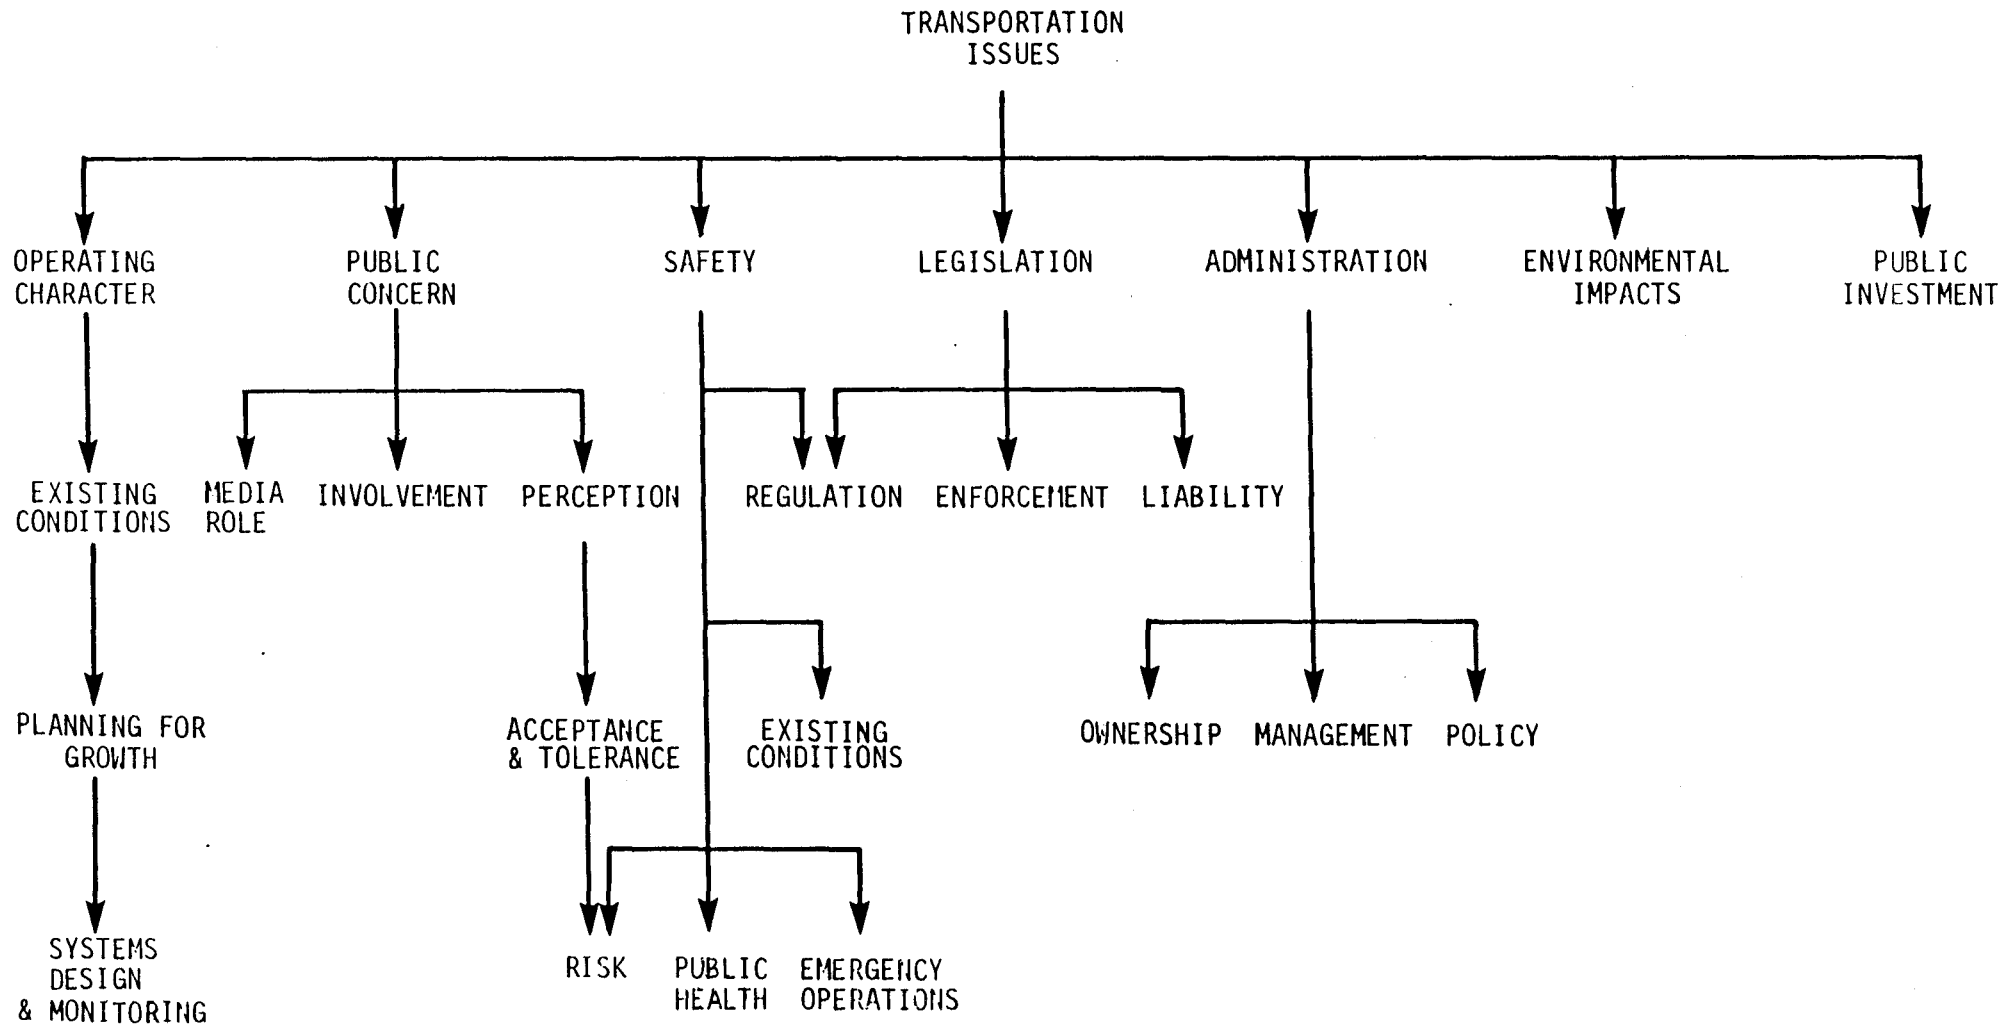 TRANSPORTATION
ISSUES
OPERATING
CHARACTER
PUBLIC
CONCERN
SAFETY
LEGISLATION
ADMINISTRATION
ENVIRONMENTAL
IMPACTS
PUBLIC
INVESTMENT
EXISTING
CONDITIONS
MEDIA
ROLE
INVOLVEMENT
PERCEPTION
REGULATION
ENFORCEMENT
LIABILITY
PLANNING FOR
GROWTH
ACCEPTANCE
& TOLERANCE
EXISTING
CONDITIONS
OWNERSHIP
MANAGEMENT
POLICY
SYSTEMS
DESIGN
& MONITORING
RISK
PUBLIC
HEALTH
EMERGENCY
OPERATIONS